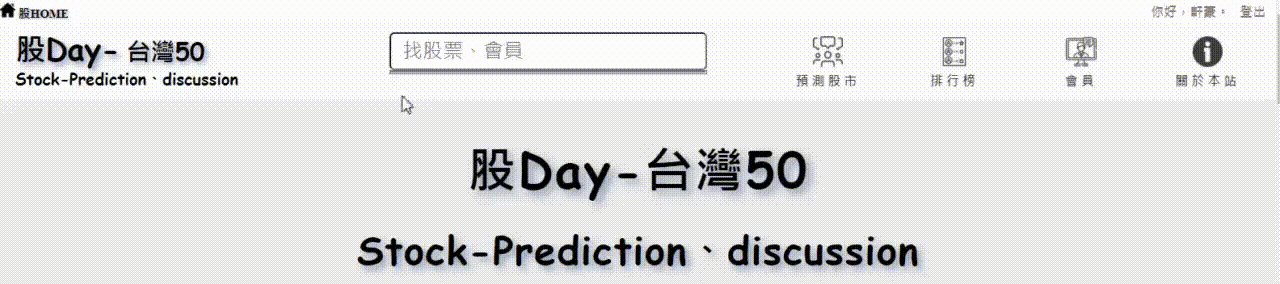 股HOME
你好，軒豪。 登出
股Day- 台灣50
Stock-Prediction、discussion
找股票、會員
預測股市
排行榜
會員
關於本站
股Day-台灣50
Stock-Prediction、discussion